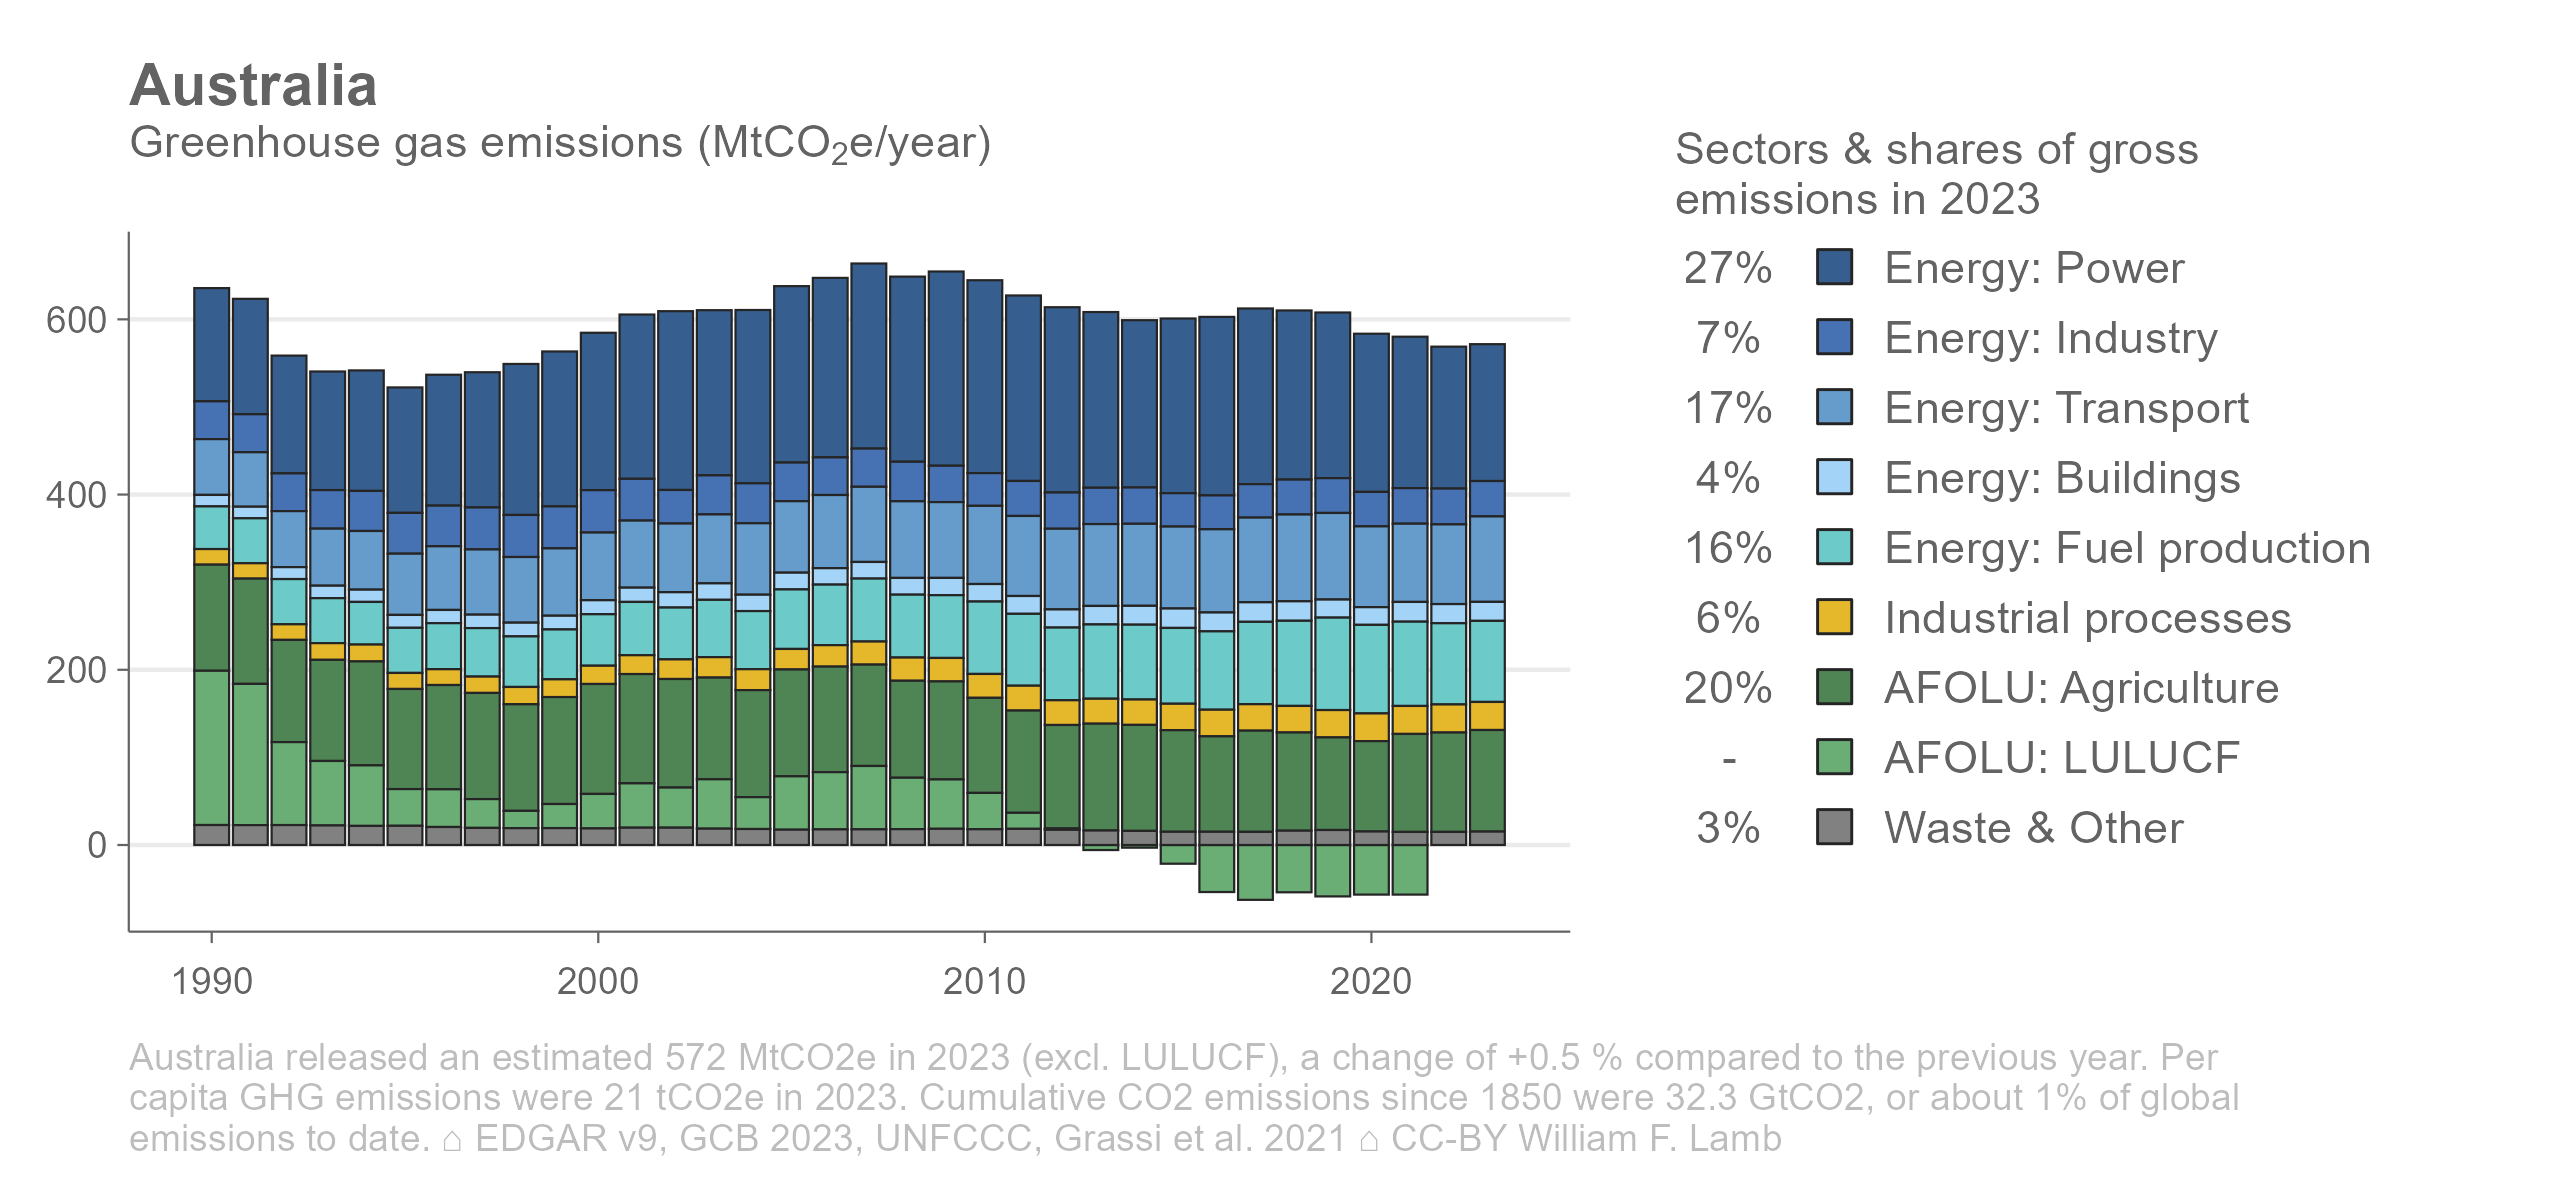 Australia
Greenhouse gas emissions (MtCO₂e/year)
600
400
200
0
1990 2000 2010 2020
Sectors & shares of gross
emissions in 2023
27% Energy: Power
7% Energy: Industry
17% Energy: Transport
4% Energy: Buildings
16% Energy: Fuel production
6% Industrial processes
20% AFOLU: Agriculture
- AFOLU: LULUCF
3% Waste & Other
Australia released an estimated 572 MtCO2e in 2023 (excl. LULUCF), a change of +0.5 % compared to the previous year. Per
capita GHG emissions were 21 tCO2e in 2023. Cumulative CO2 emissions since 1850 were 32.3 GtCO2, or about 1% of global
emissions to date. ⌂ EDGAR v9, GCB 2023, UNFCCC, Grassi et al. 2021 ⌂ CC-BY William F. Lamb